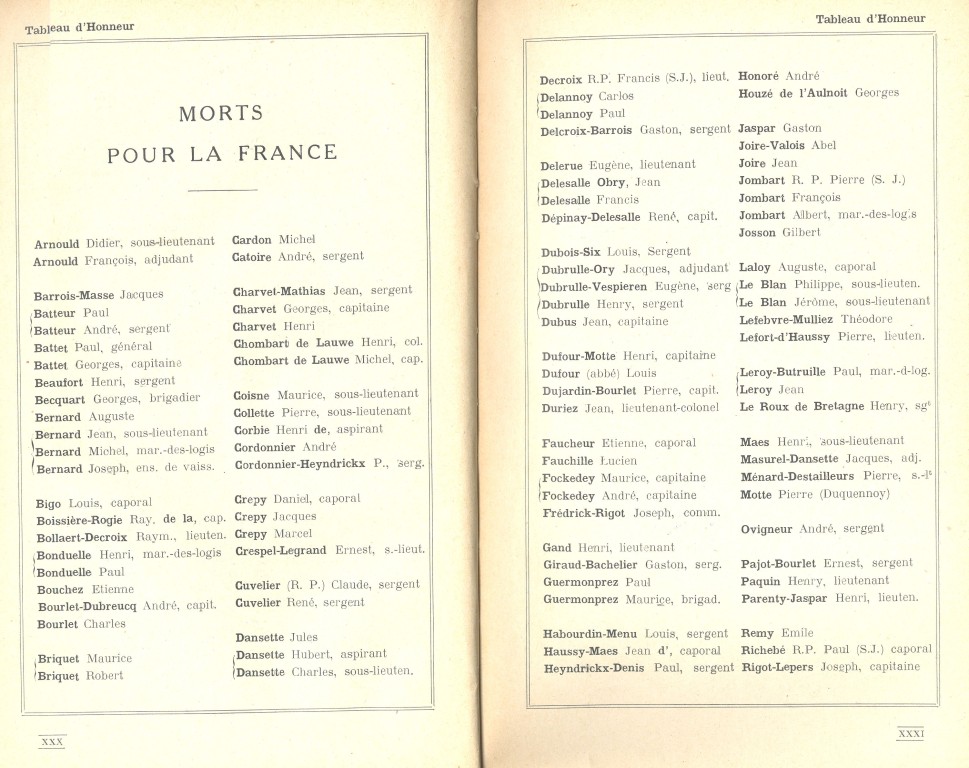 Tableau d'Honneur
MORTS
POUR LA FRANCE
Arnould Didier, sous-lieutenant
Arnould François, adjudant
Barrois-Masse Jacques
Batteur Paul
Batteur André, sergent
Battet Paul, général
Battet Georges, capitaine
Beaufort Henri, sergent
Becquart Georges, brigadier
Bernard Auguste
Bernard Jean, sous-lieutenant
Bernard Michel, mar.-des-logis
Bernard Joseph, ens. de vaiss.
Bigo Louis, caporal
Boissière-Rogie Ray. de la, cap.
Bollaert-Decroix Raym., lieuten.
Bonduelle Henri, mar.-des-logis
Bonduelle Paul
Bouchez Etienne
Bourlet-Dubreucq André, capit.
Bourlet Charles
Briquet Maurice
Briquet Robert
Cardon Michel
Catoire André, sergent
Charvet-Mathias Jean, sergent
Charvet Georges, capitaine
Charvet Henri
Chombart de Lauwe Henri, col.
Chombart de Lauwe Michel, cap.
Coisne Maurice, sous-lieutenant
Collette Pierre, sous-lieutenant
Corbie Henri de, aspirant
Cordonnier André
Cordonnier-Heyndrickx P., serg.
Crepy Daniel, caporal
Crepy Jacques
Crepy Marcel
Crespel-Legrand Ernest, s.-lieut.
Cuvelier (R. P.) Claude, sergent
Cuvelier René, sergent
Dansette Jules
Dansette Hubert, aspirant
Dansette Charles, sous-lieuten.
XXX
Tableau d'Honneur
Decroix R.P. Francis (S.J.), lieut.
Delannoy Carlos
Delannoy Paul
Delcroix-Barrois Gaston, sergent
Delerue Eugène, lieutenant
Delesalle Obry, Jean
Delesalle Francis
Dépinay-Delesalle René, capit.
Dubois-Six Louis, Sergent
Dubrulle-Ory Jacques, adjudant
Dubrulle-Vespieren Eugène, serg
Dubrulle Henry, sergent
Dubus Jean, capitaine
Dufour-Motte Henri, capitaine
Dufour (abbé) Louis
Dujardin-Bourlet Pierre, capit.
Duriez Jean, lieutenant-colonel
Faucheur Etienne, caporal
Fauchille Lucien
Fockedey Maurice, capitaine
Fockedey André, capitaine
Frédrick-Rigot Joseph, comm.
Gand Henri, lieutenant
Giraud-Bachelier Gaston, serg.
Guermonprez Paul
Guermonprez Maurice, brigad.
Habourdin-Menu Louis, sergent
Haussy-Maes Jean d', caporal
Heyndrickx-Denis Paul, sergent
Honoré André
Houzé de l'Aulnoit Georges
Jaspar Gaston
Joire-Valois Abel
Joire Jean
Jombart R. P. Pierre (S. J.)
Jombart François
Jombart Albert, mar.-des-logis
Josson Gilbert
Laloy Auguste, caporal
Le Blan Philippe, sous-lieuten.
Le Blan Jérôme, sous-lieutenant
Lefebvre-Mulliez Théodore
Lefort-d'Haussy Pierre, lieuten.
Leroy-Butruille Paul, mar.-d-log.
Leroy Jean
Le Roux de Bretagne Henry, sgt
Maes Henri, sous-lieutenant
Masurel-Dansette Jacques, adj.
Ménard-Destailleurs Pierre, s.-lt
Motte Pierre (Duquennoy)
Ovigneur André, sergent
Pajot-Bourlet Ernest, sergent
Paquin Henry, lieutenant
Parenty-Jaspar Henri, lieuten.
Remy Emile
Richebé R.P. Paul (S.J.) caporal
Rigot-Lepers Joseph, capitaine
XXXI